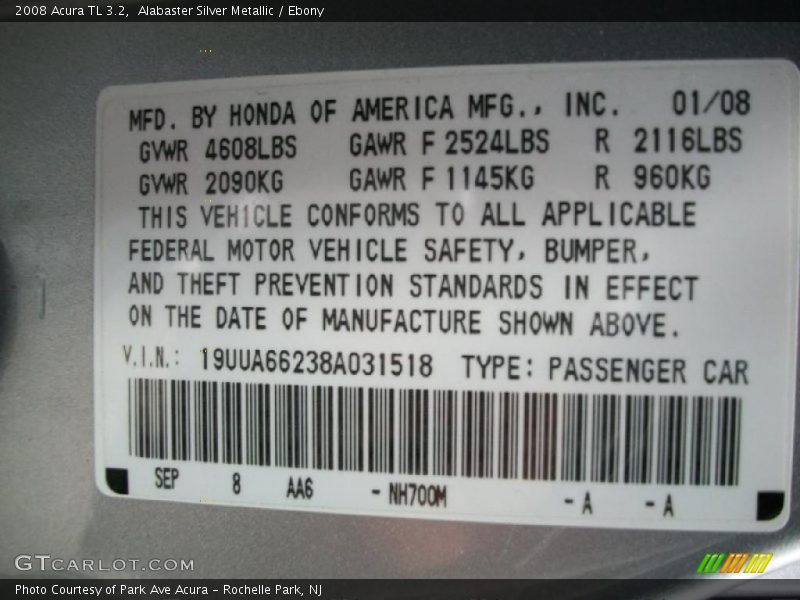 2008 Acura TL 3.2,  Alabaster Silver Metallic / Ebony
MFD. BY HONDA OF AMERICA MFG., INC. 01/08
GVWR 4608LBS GAWR F 2524LBS R 2116LBS
GVWR 2090KG GAWR F 1145KG R 960KG
THIS VEHICLE CONFORMS TO ALL APPLICABLE
FEDERAL MOTOR VEHICLE SAFETY, BUMPER,
AND THEFT PREVENTION STANDARDS IN EFFECT
ON THE DATE OF MANUFACTURE SHOWN ABOVE.
V.I.N.: 19UUA66238A031518 TYPE: PASSENGER CAR
SEP 8 AA6 - NH700M - A - A
GTCARLOT.COM
Photo Courtesy of Park Ave Acura – Rochelle Park, NJ